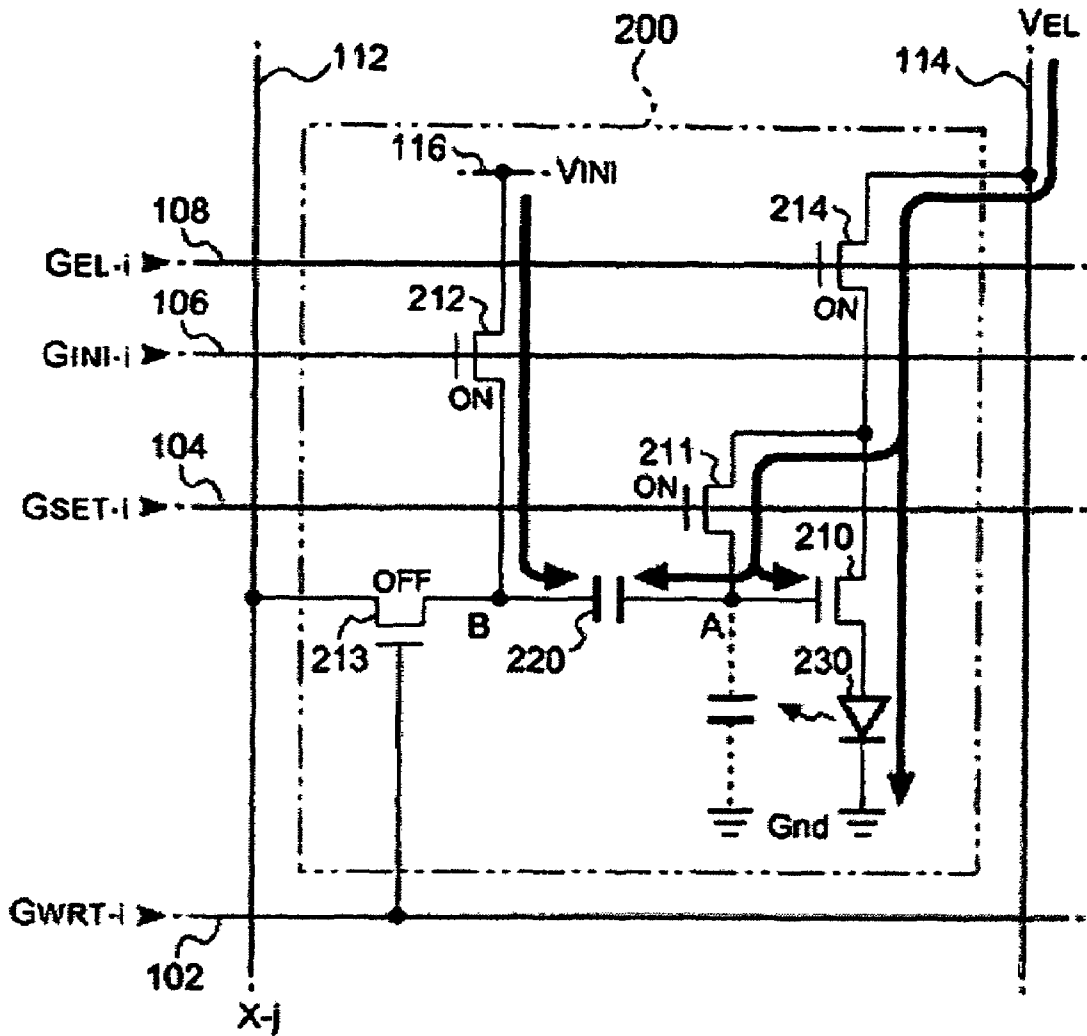 200
VEL
112
114
116
VINI
108
214
GEL-i
212
ON
106
GINI-i
ON
104
211
ON
GSET-i
210
OFF
B
A
213
220
230
Gnd
GWRT-i
102
X-j